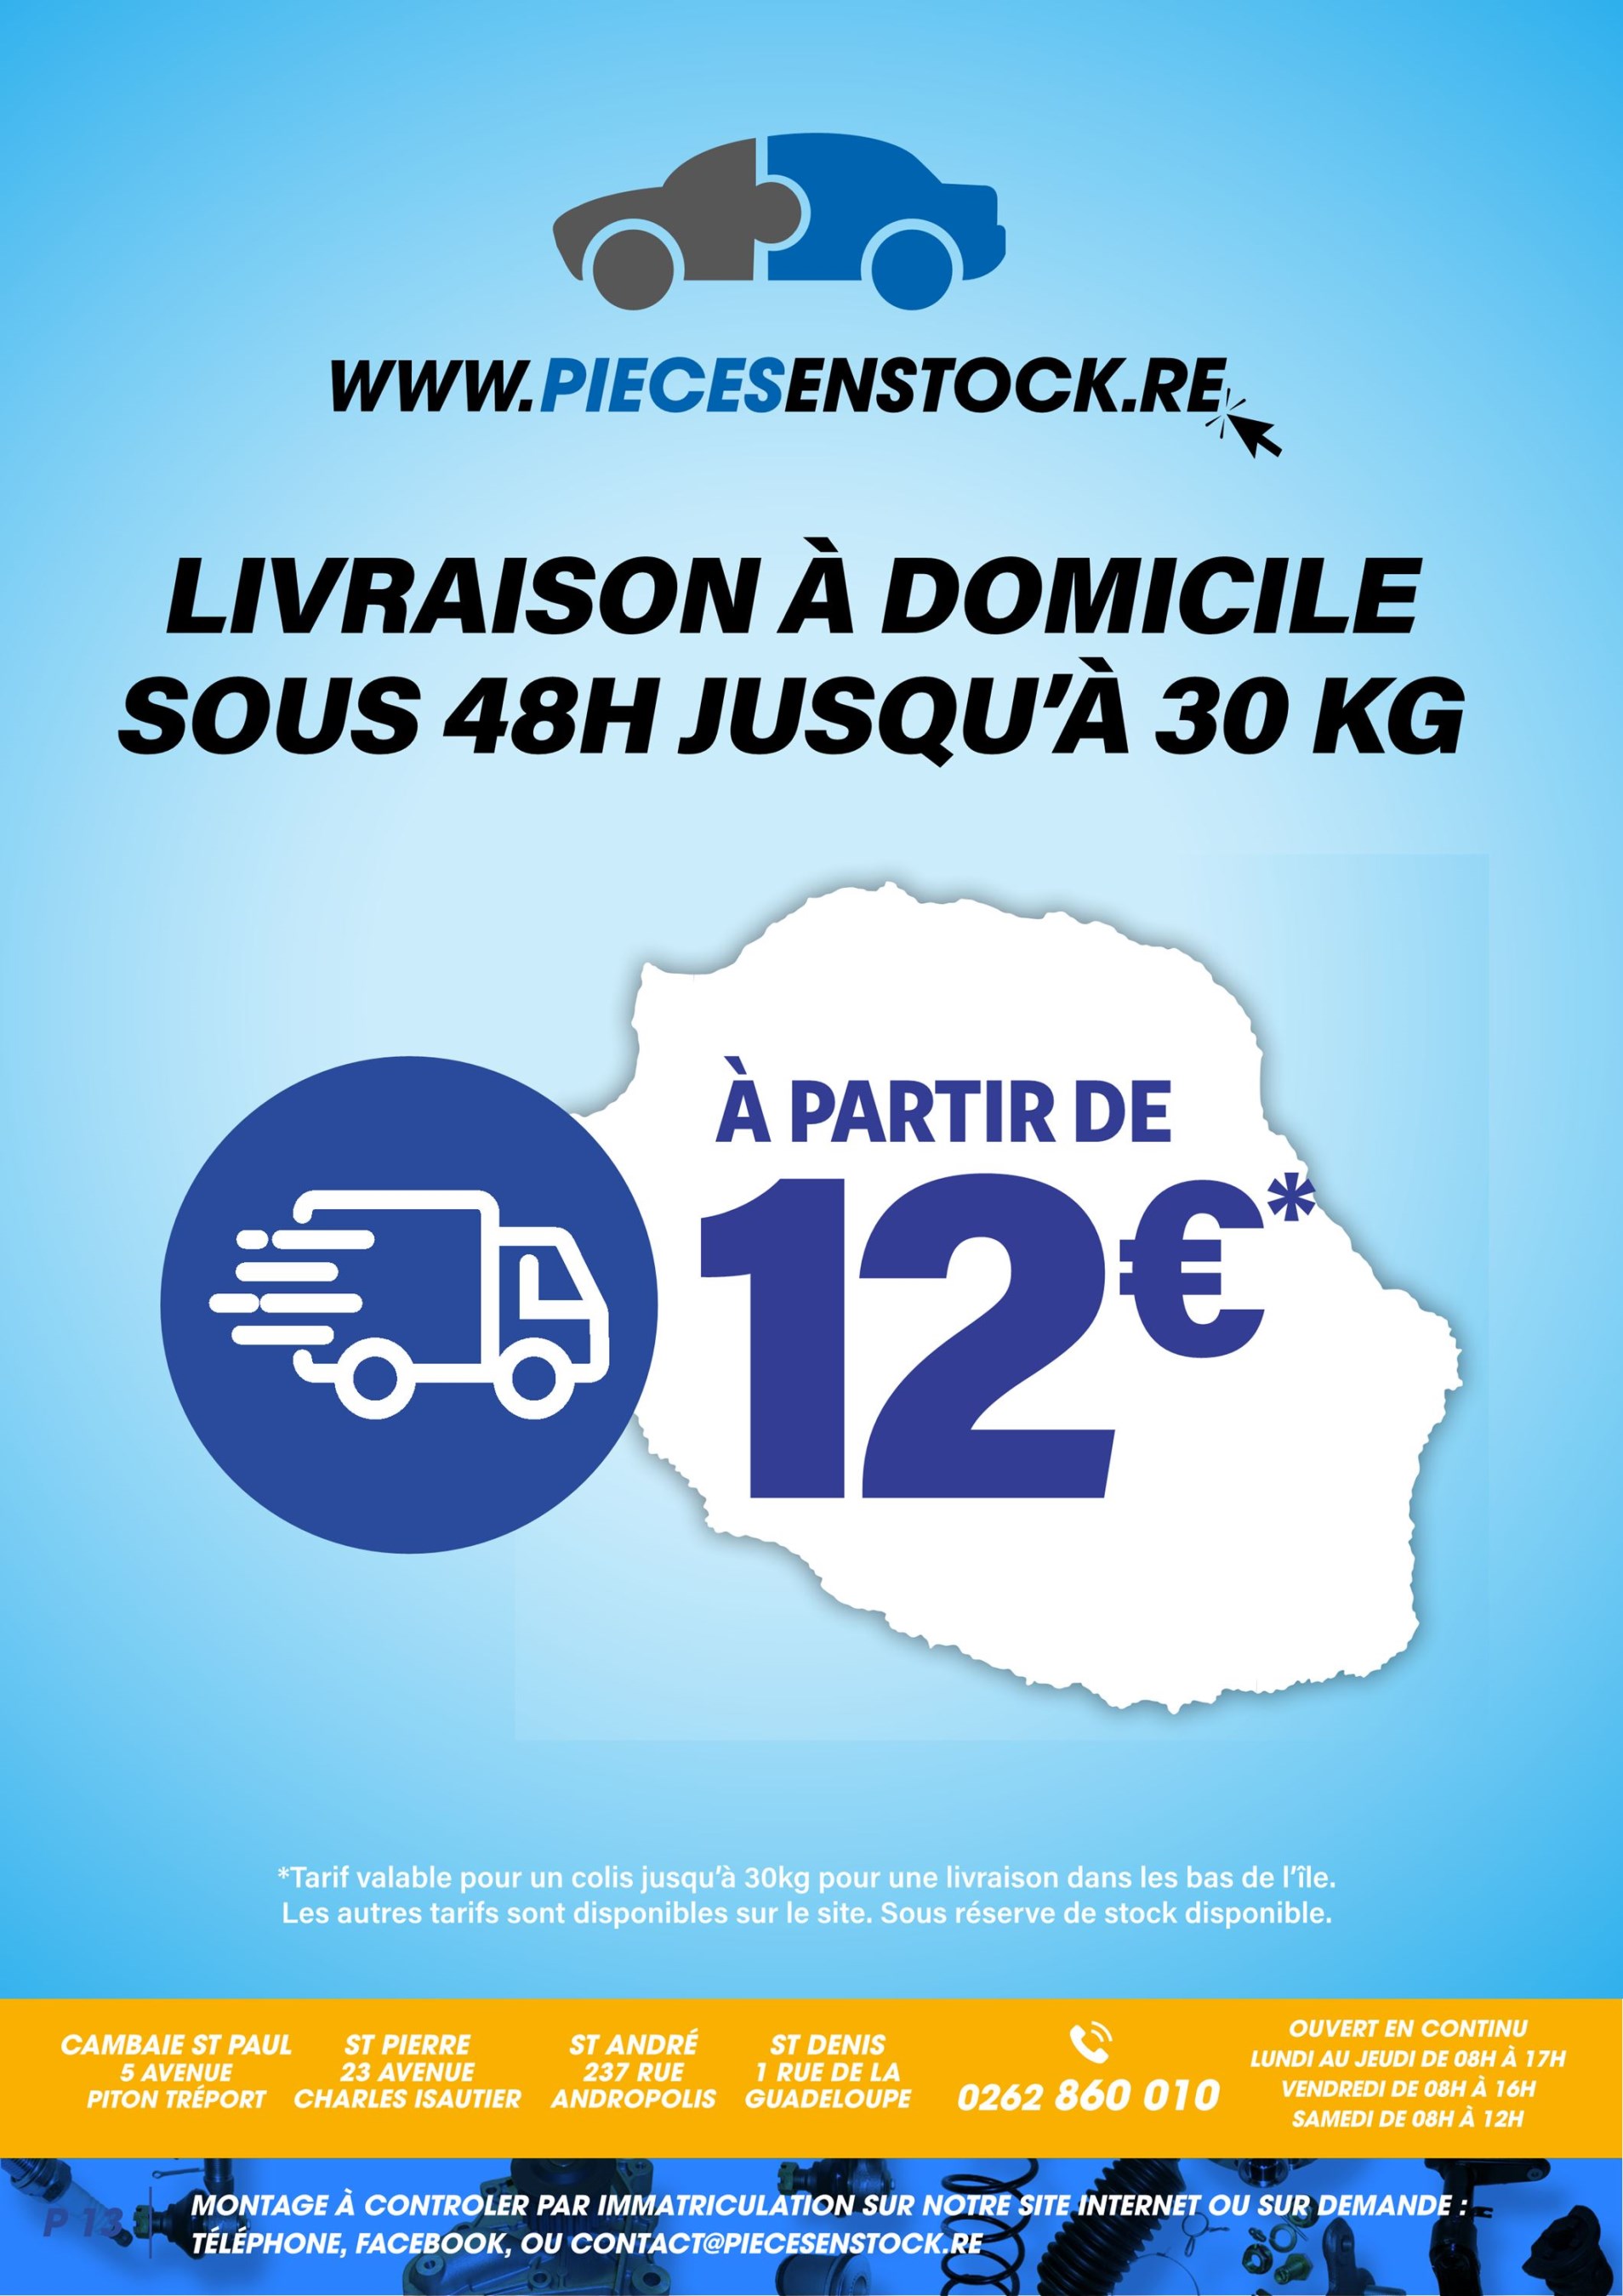 WWW.PIECESENSTOCK.RE
LIVRAISON À DOMICILE
SOUS 48H JUSQU'À 30 KG
À PARTIR DE
12€*
*Tarif valable pour un colis jusqu'à 30kg pour une livraison dans les bas de l'île.
Les autres tarifs sont disponibles sur le site. Sous réserve de stock disponible.
CAMBAIE ST PAUL
5 AVENUE
PITON TRÉPORT
ST PIERRE
23 AVENUE
CHARLES ISAUTIER
ST ANDRÉ
237 RUE
ANDROPOLIS
ST DENIS
1 RUE DE LA
GUADELOUPE
0262 860 010
OUVERT EN CONTINU
LUNDI AU JEUDI DE 08H À 17H
VENDREDI DE 08H À 16H
SAMEDI DE 08H À 12H
P 13
MONTAGE À CONTROLER PAR IMMATRICULATION SUR NOTRE SITE INTERNET OU SUR DEMANDE :
TÉLÉPHONE, FACEBOOK, OU CONTACT@PIECESENSTOCK.RE